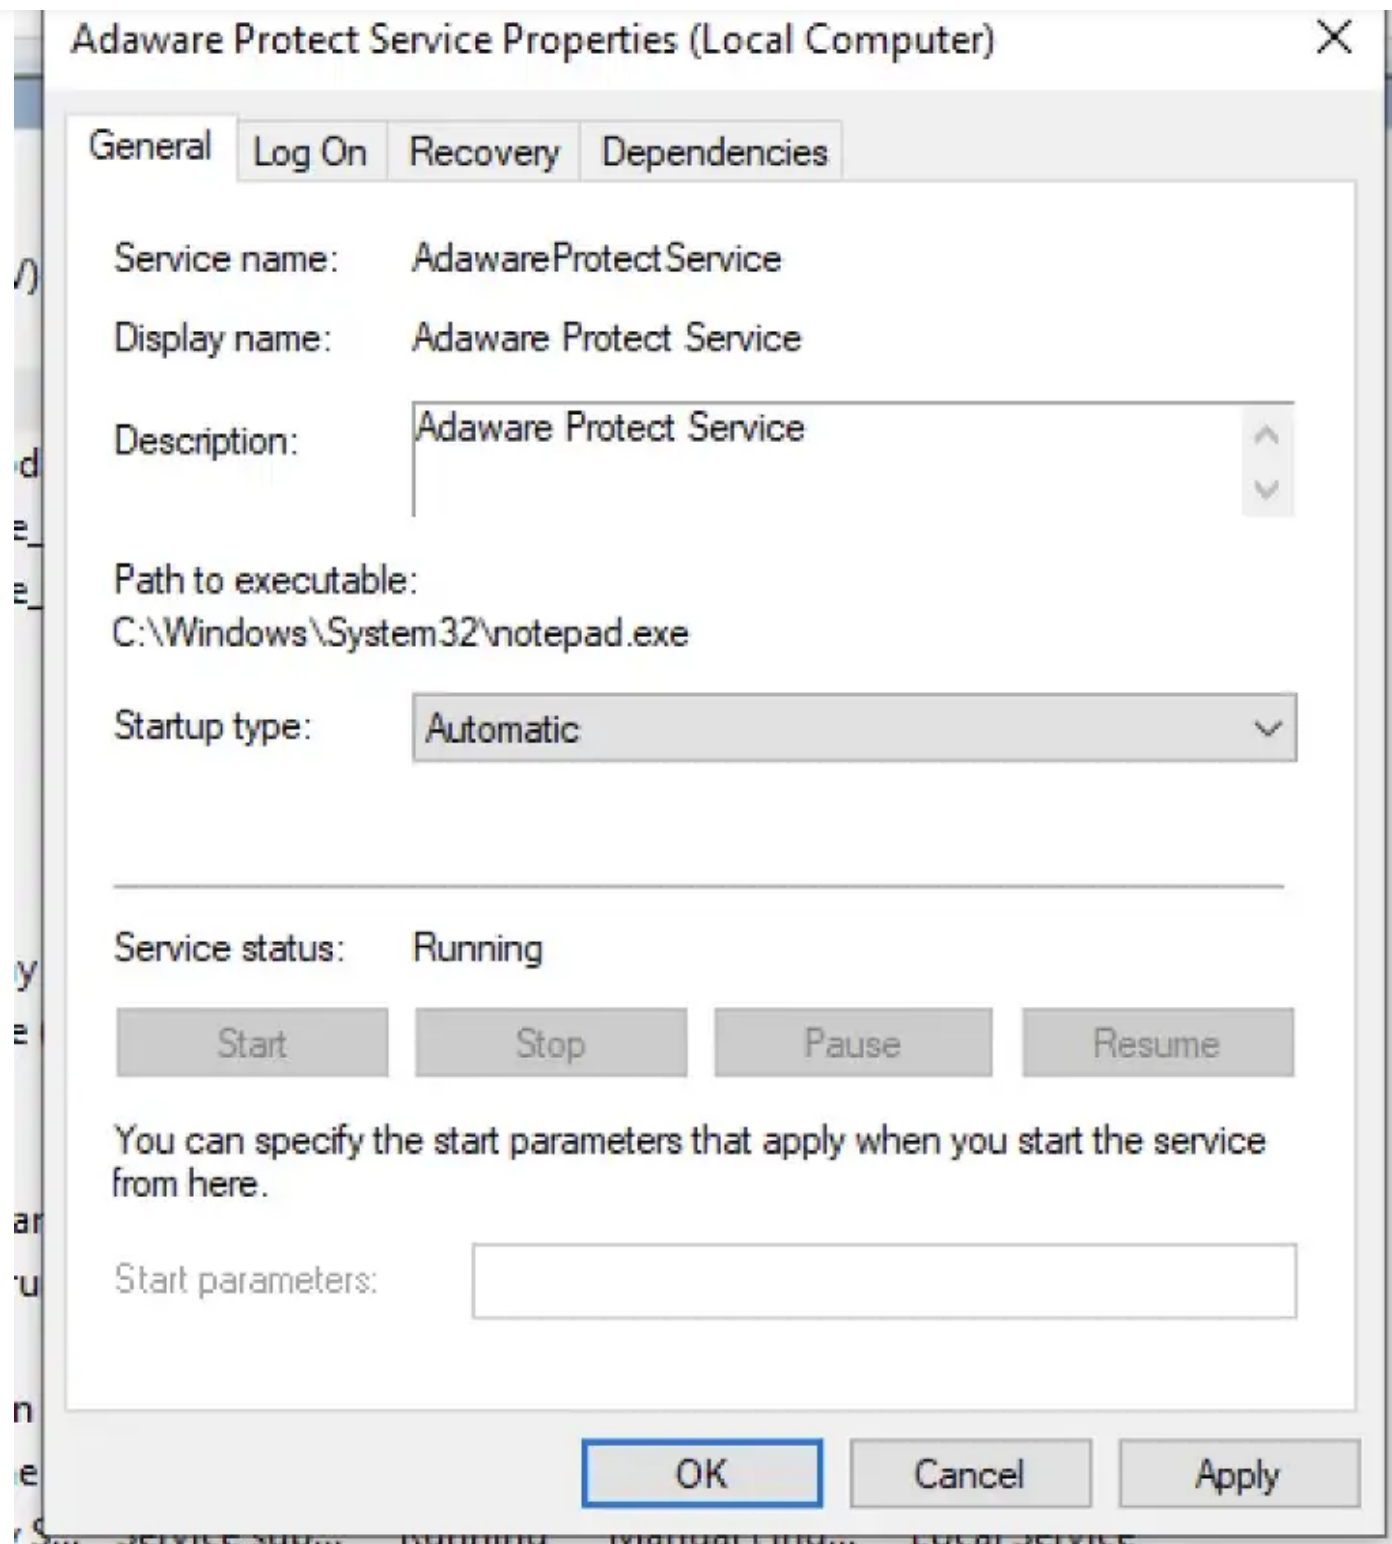 Adaware Protect Service Properties (Local Computer)
General Log On Recovery Dependencies
Service name: AdawareProtectService
Display name: Adaware Protect Service
Description: Adaware Protect Service
Path to executable:
C:\Windows\System32\notepad.exe
Startup type: Automatic
Service status: Running
Start Stop Pause Resume
You can specify the start parameters that apply when you start the service
from here.
Start parameters:
OK Cancel Apply